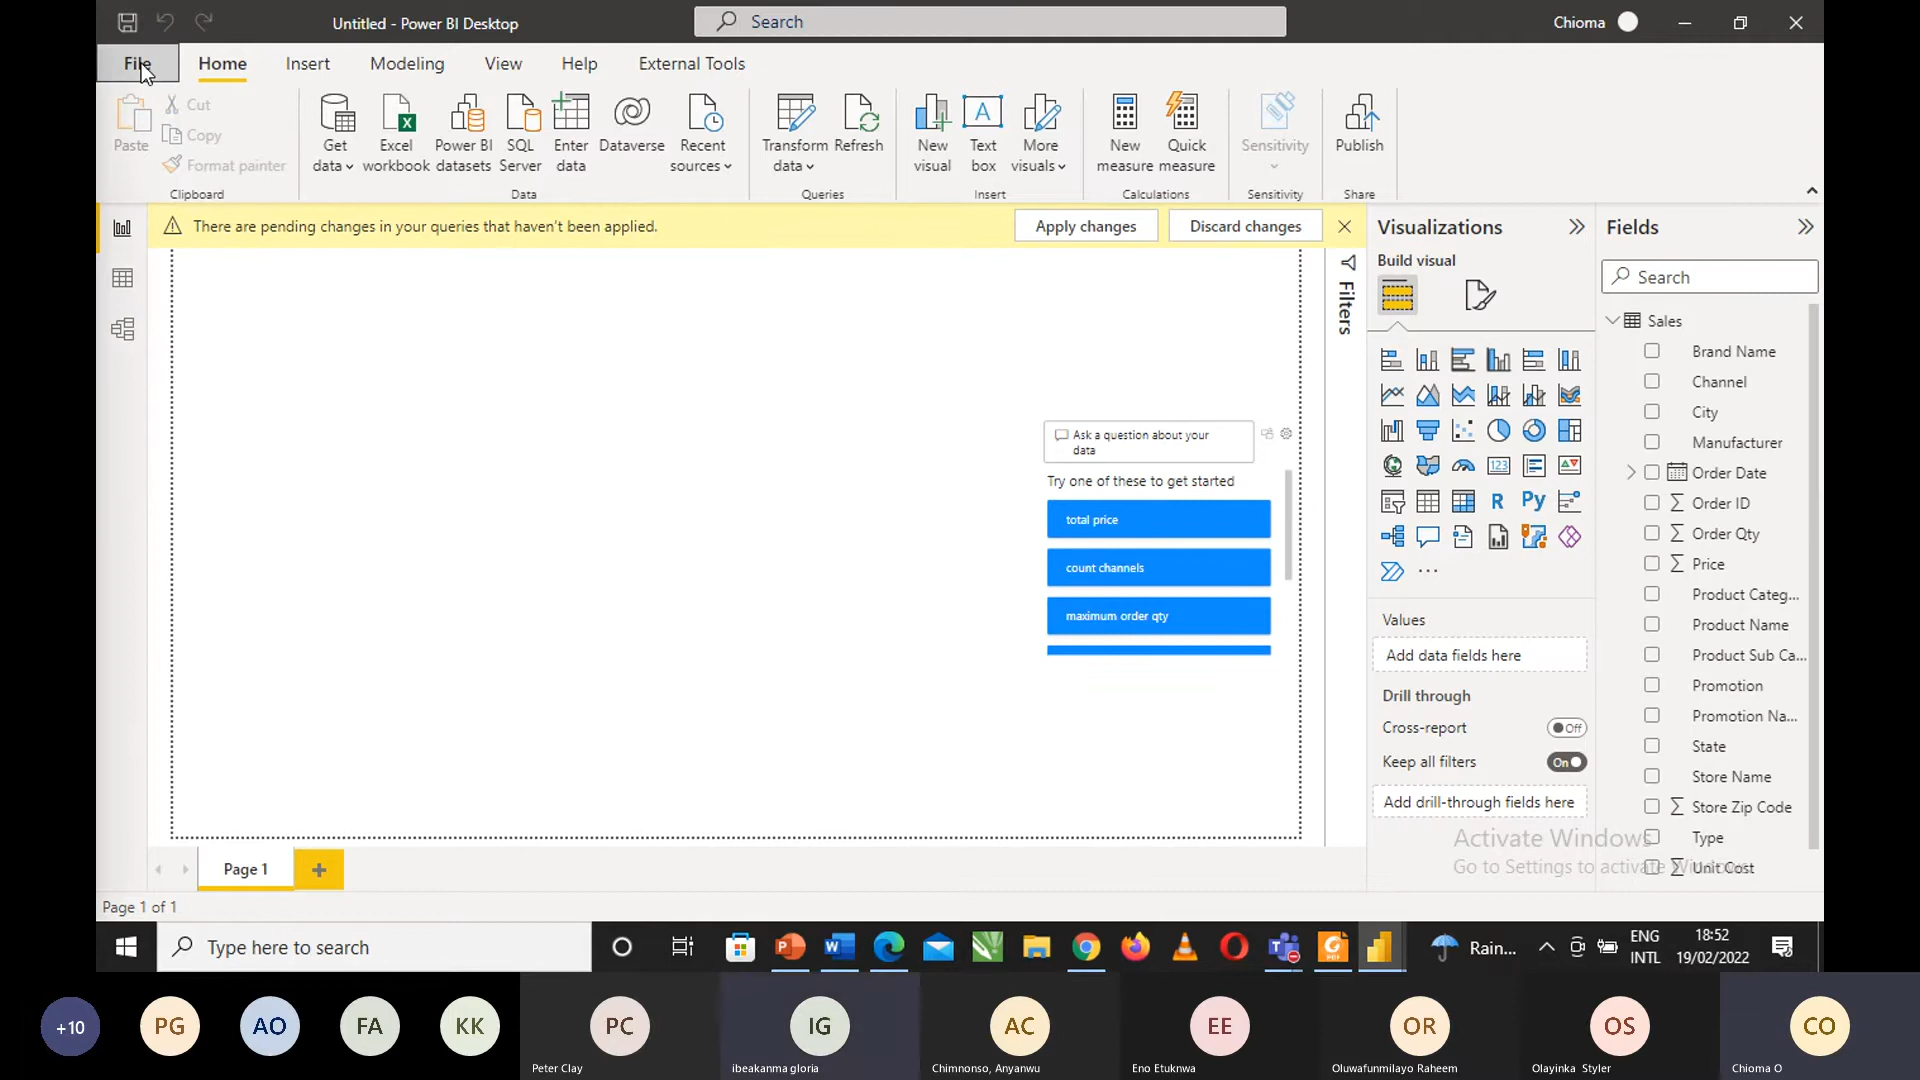 Untitled - Power BI Desktop
Search
Chioma
File
Home
Insert
Modeling
View
Help
External Tools
Paste
Cut
Copy
Format painter
Clipboard
Get
data
Excel
workbook
Power BI
datasets
SQL
Server
Enter
data
Dataverse
Recent
sources
Data
Transform
data
Refresh
Queries
New
visual
Text
box
More
visuals
Insert
New
measure
Quick
measure
Calculations
Sensitivity
Sensitivity
Publish
Share
There are pending changes in your queries that haven't been applied.
Apply changes
Discard changes
Filters
Ask a question about your
data
Try one of these to get started
total price
count channels
maximum order qty
Visualizations
Build visual
123
R
Py
Values
Add data fields here
Drill through
Cross-report
Off
Keep all filters
On
Add drill-through fields here
Fields
Search
Sales
Brand Name
Channel
City
Manufacturer
Order Date
Order ID
Order Qty
Price
Product Categ...
Product Name
Product Sub Ca...
Promotion
Promotion Na...
State
Store Name
Store Zip Code
Type
Unit Cost
Activate Windows
Go to Settings to activate Windows.
Page 1
Page 1 of 1
Type here to search
Rain...
ENG
INTL
18:52
19/02/2022
+10
PG
AO
FA
KK
PC
Peter Clay
IG
ibeakanma gloria
AC
Chimnonso, Anyanwu
EE
Eno Etuknwa
OR
Oluwafunmilayo Raheem
OS
Olayinka Styler
CO
Chioma O